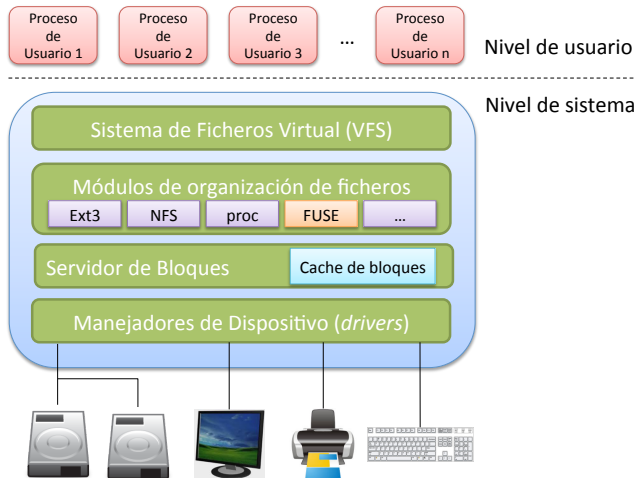 Proceso
de
Usuario 1
Proceso
de
Usuario 2
Proceso
de
Usuario 3
...
Proceso
de
Usuario n
Nivel de usuario
Nivel de sistema
Sistema de Ficheros Virtual (VFS)
Módulos de organización de ficheros
Ext3
NFS
proc
FUSE
...
Servidor de Bloques
Cache de bloques
Manejadores de Dispositivo (drivers)